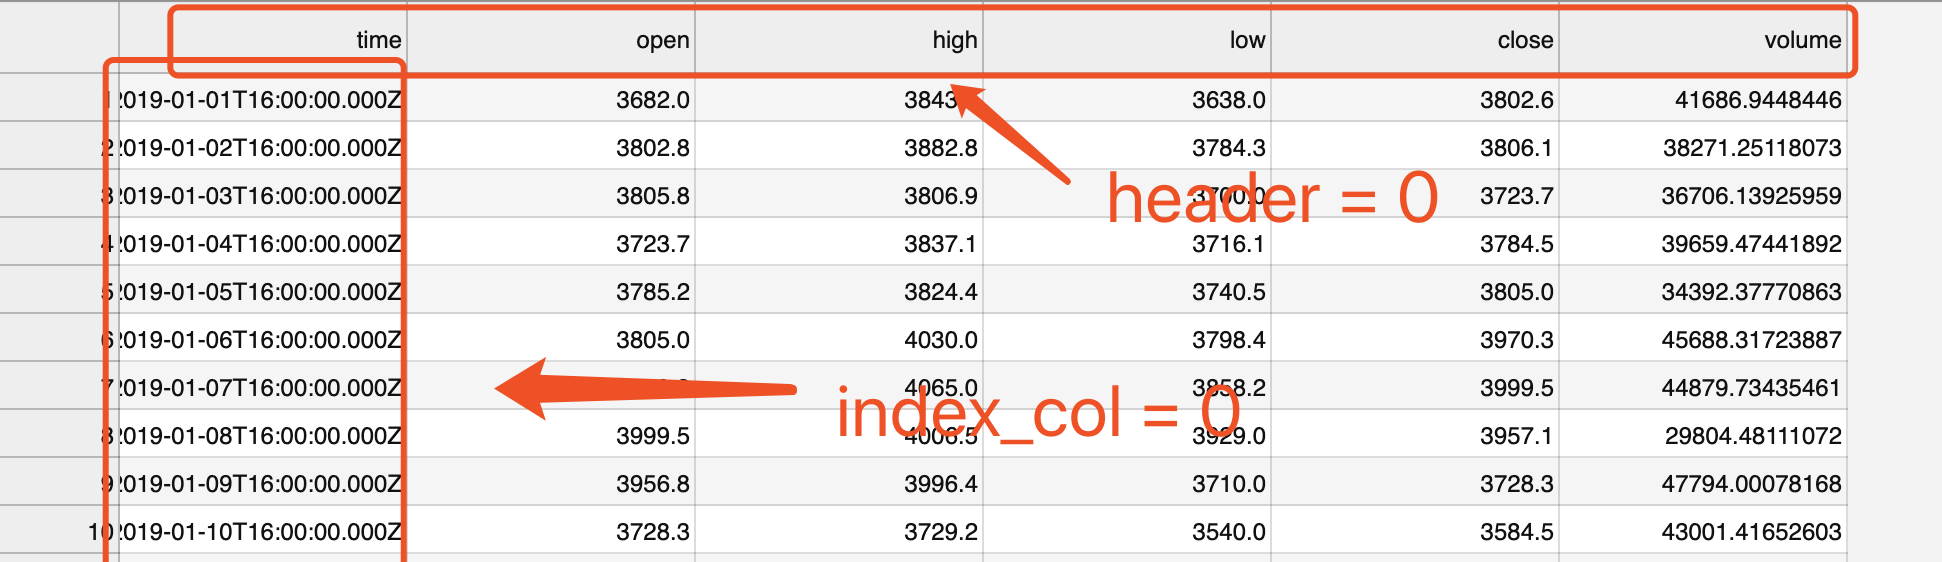 time open high low close volume
1 2019-01-01T16:00:00.000Z 3682.0 3843 3638.0 3802.6 41686.9448446
2 2019-01-02T16:00:00.000Z 3802.8 3882.8 3784.3 3806.1 38271.25118073
3 2019-01-03T16:00:00.000Z 3805.8 3806.9 3700.0 3723.7 36706.13925959
header = 0
4 2019-01-04T16:00:00.000Z 3723.7 3837.1 3716.1 3784.5 39659.47441892
5 2019-01-05T16:00:00.000Z 3785.2 3824.4 3740.5 3805.0 34392.37770863
6 2019-01-06T16:00:00.000Z 3805.0 4030.0 3798.4 3970.3 45688.31723887
7 2019-01-07T16:00:00.000Z 4065.0 3858.2 3999.5 44879.73435461
index_col = 0
8 2019-01-08T16:00:00.000Z 3999.5 4006.5 3929.0 3957.1 29804.48111072
9 2019-01-09T16:00:00.000Z 3956.8 3996.4 3710.0 3728.3 47794.00078168
10 2019-01-10T16:00:00.000Z 3728.3 3729.2 3540.0 3584.5 43001.41652603